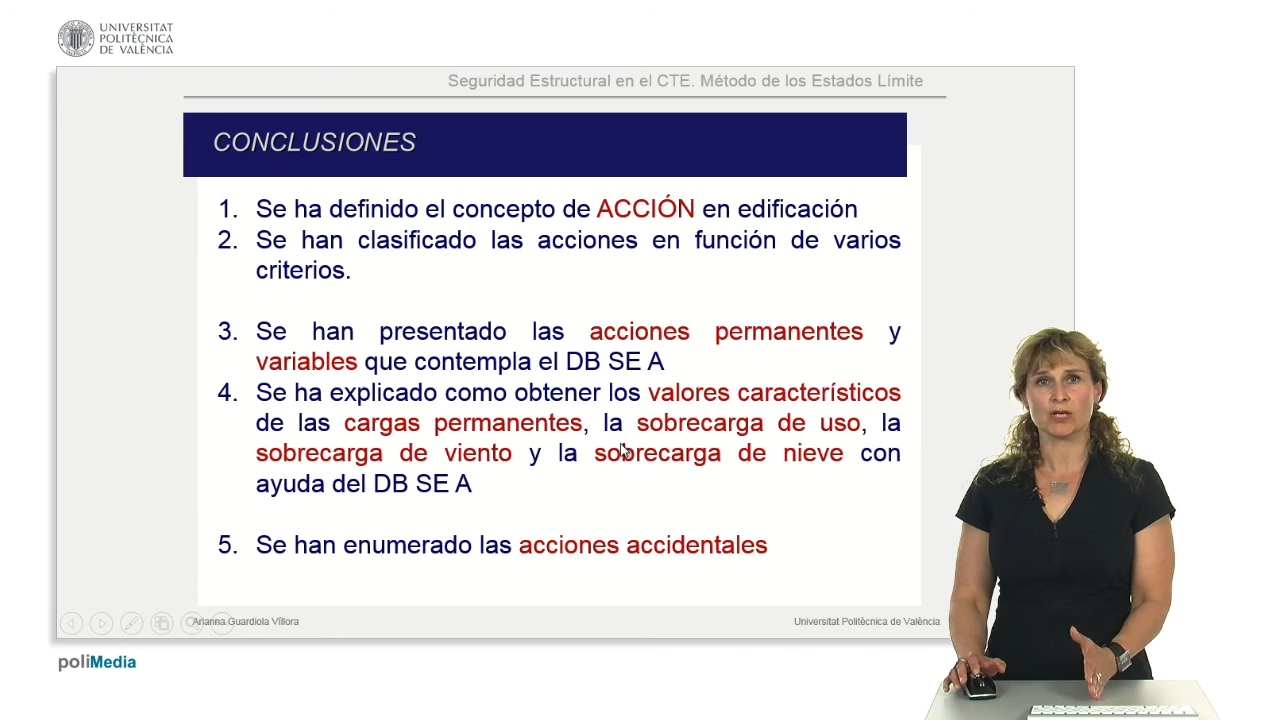 UNIVERSITAT
POLITÈCNICA
DE VALÈNCIA
Seguridad Estructural en el CTE. Método de los Estados Límite
CONCLUSIONES
1. Se ha definido el concepto de ACCIÓN en edificación
2. Se han clasificado las acciones en función de varios
criterios.
3. Se han presentado las acciones permanentes y
variables que contempla el DB SE A
4. Se ha explicado como obtener los valores característicos
de las cargas permanentes, la sobrecarga de uso, la
sobrecarga de viento y la sobrecarga de nieve con
ayuda del DB SE A
5. Se han enumerado las acciones accidentales
Arianna Guardiola Víllora
Universitat Politècnica de València
poliMedia